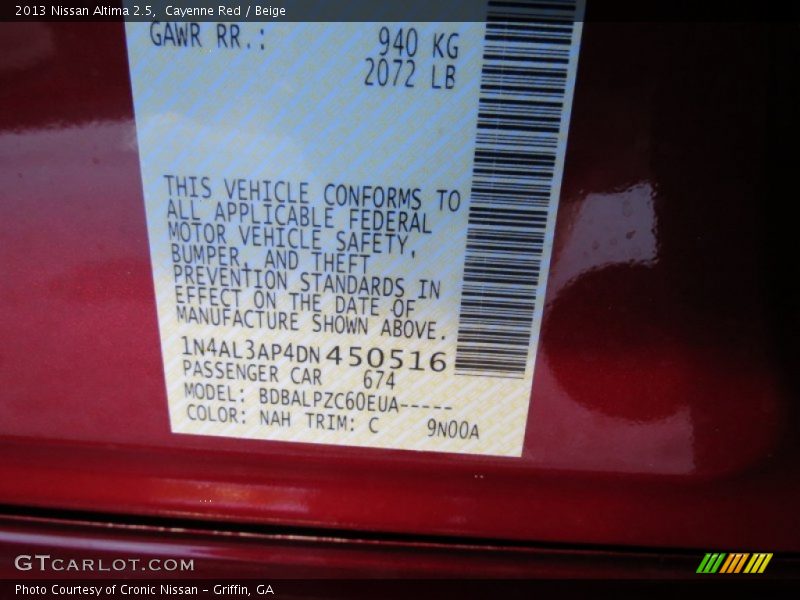 2013 Nissan Altima 2.5,  Cayenne Red / Beige
GAWR RR.: 940 KG
2072 LB
THIS VEHICLE CONFORMS TO
ALL APPLICABLE FEDERAL
MOTOR VEHICLE SAFETY,
BUMPER, AND THEFT
PREVENTION STANDARDS IN
EFFECT ON THE DATE OF
MANUFACTURE SHOWN ABOVE.
1N4AL3AP4DN450516
PASSENGER CAR 674
MODEL: BDBALPZC60EUA-----
COLOR: NAH TRIM: C 9N00A
GTCARLOT.COM
Photo Courtesy of Cronic Nissan - Griffin, GA